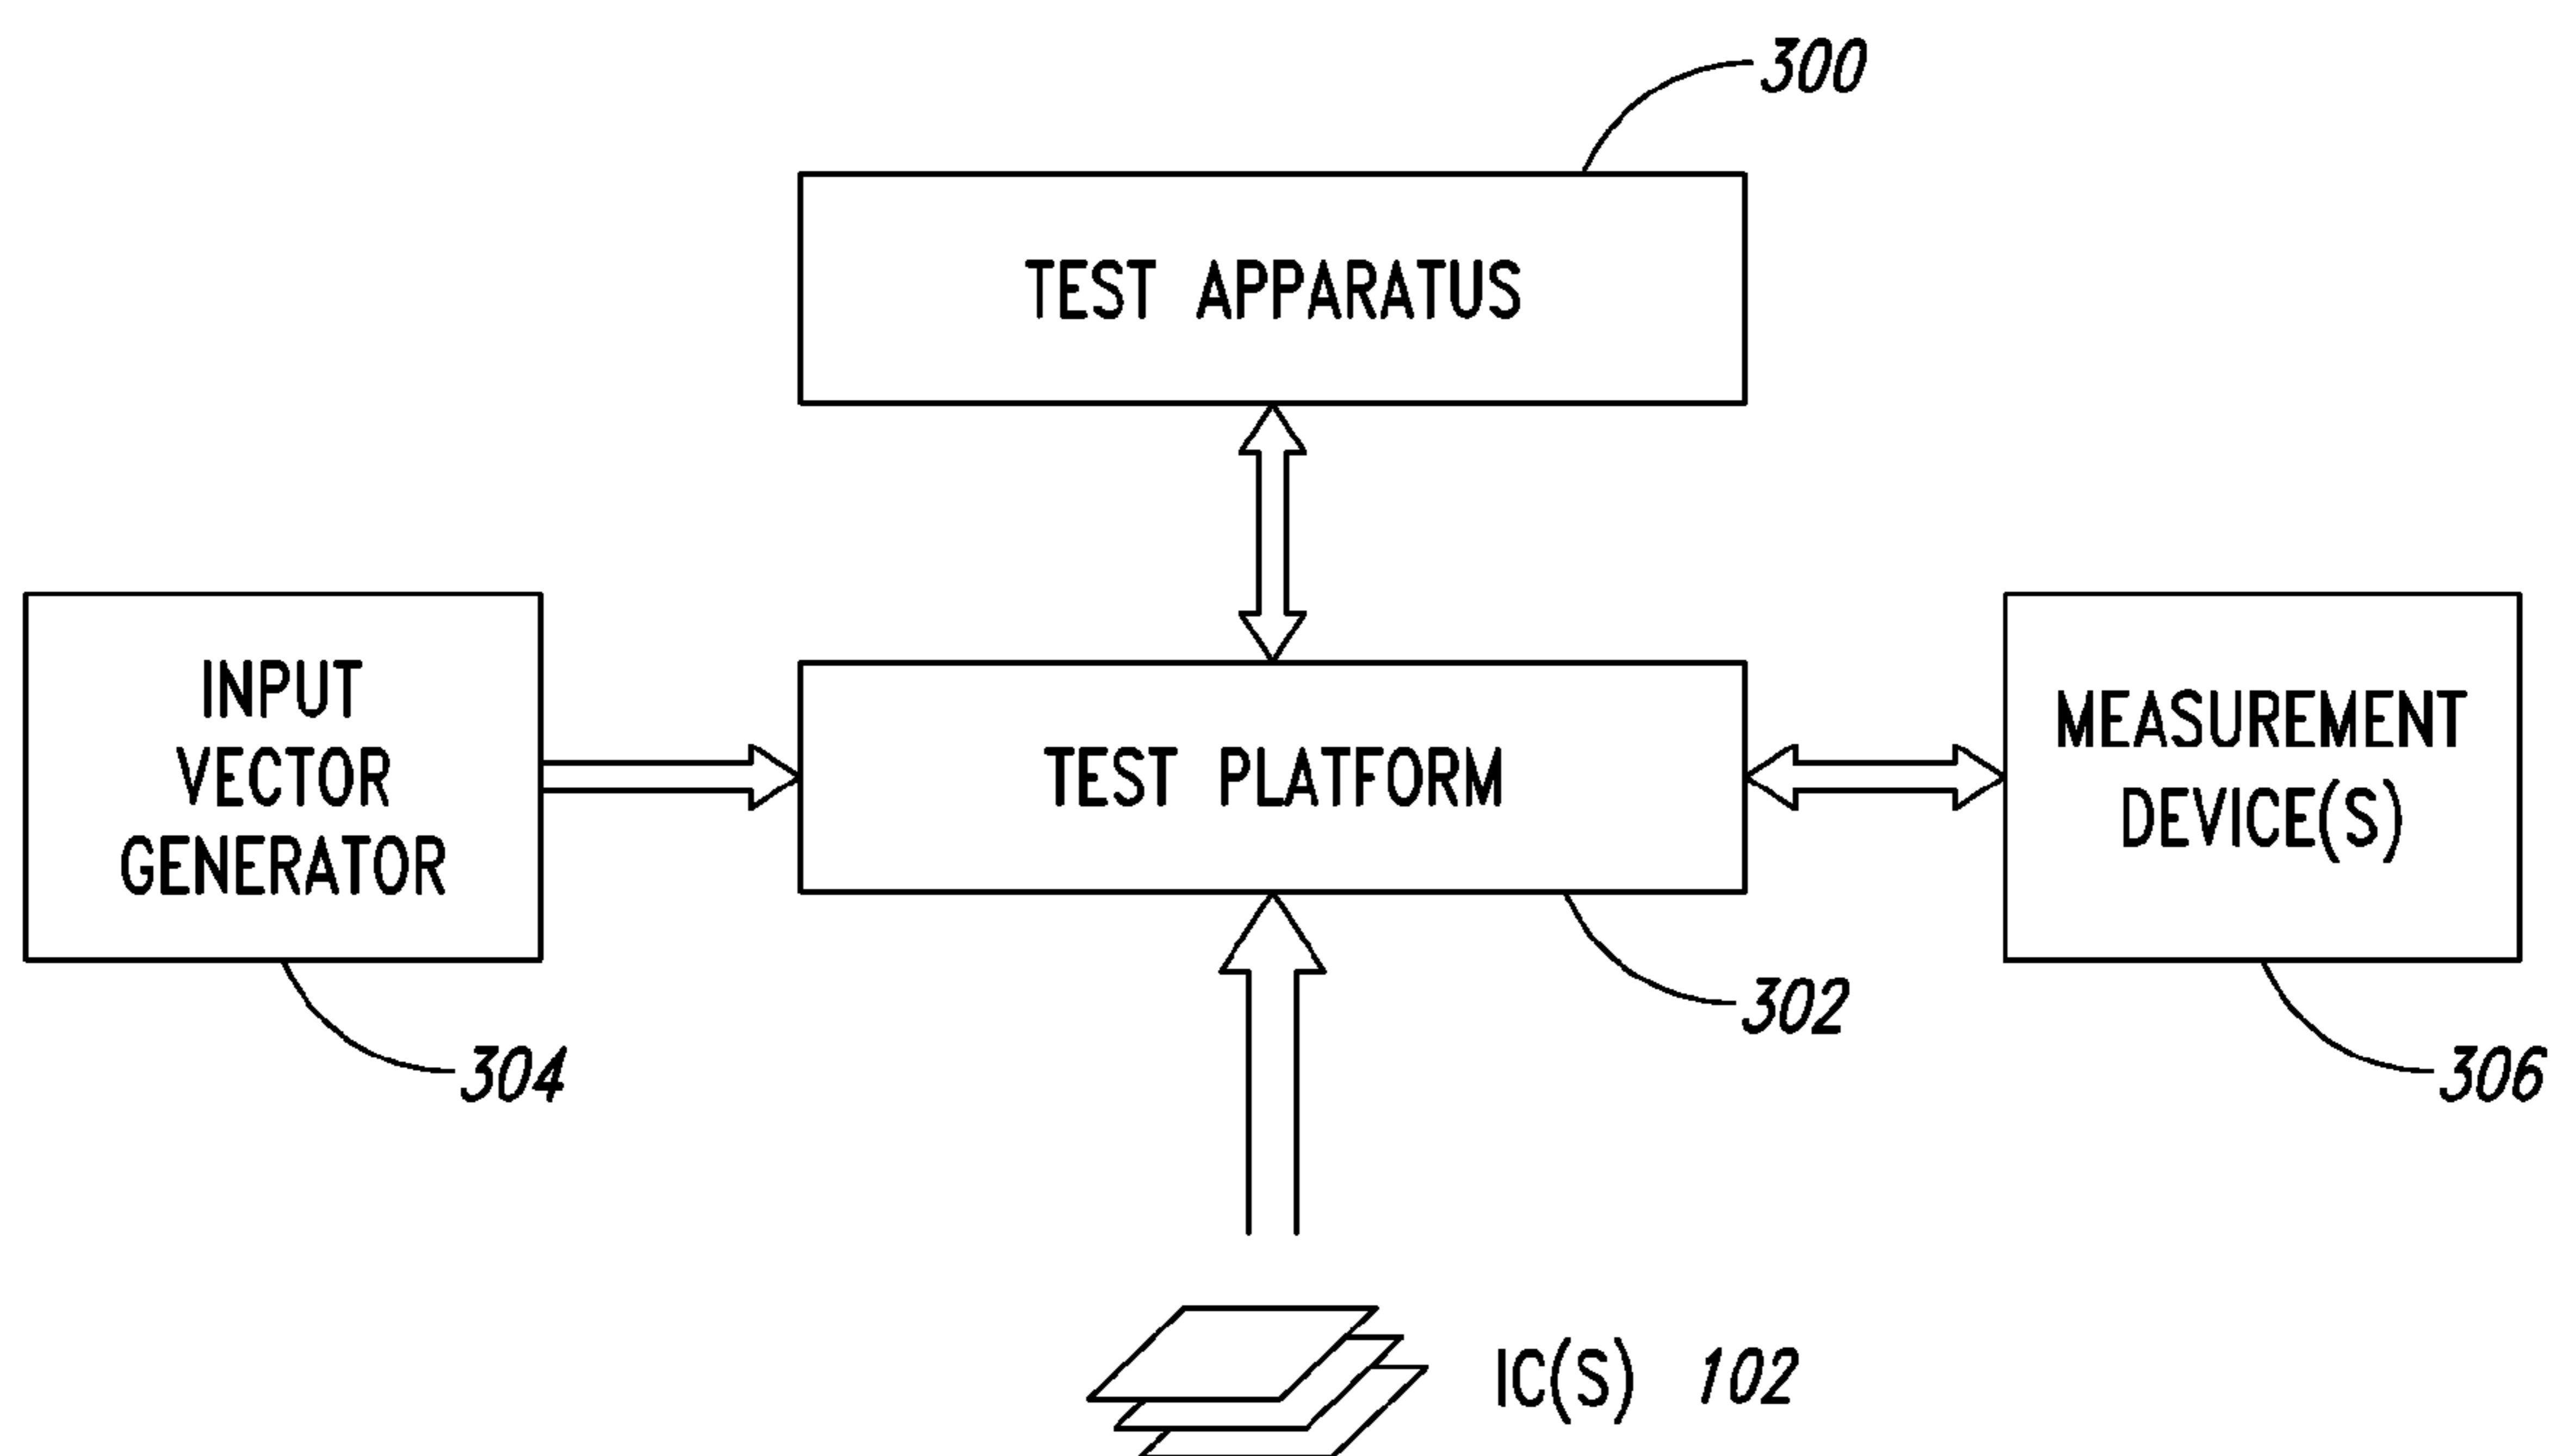 300
TEST APPARATUS
INPUT
VECTOR
GENERATOR
TEST PLATFORM
MEASUREMENT
DEVICE(S)
302
304
306
IC(S) 102